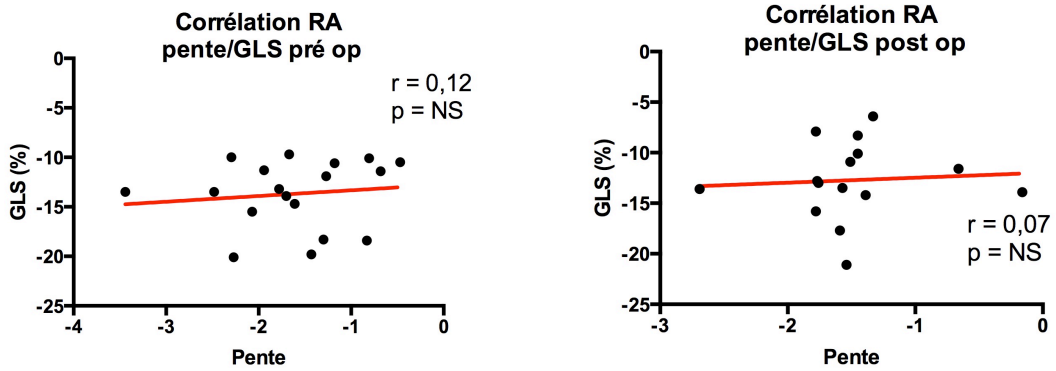 Corrélation RA
pente/GLS pré op
r = 0,12
p = NS
0
-5
-10
-15
-20
-25
GLS (%)
-4
-3
-2
-1
0
Pente
Corrélation RA
pente/GLS post op
r = 0,07
p = NS
0
-5
-10
-15
-20
-25
GLS (%)
-3
-2
-1
0
Pente